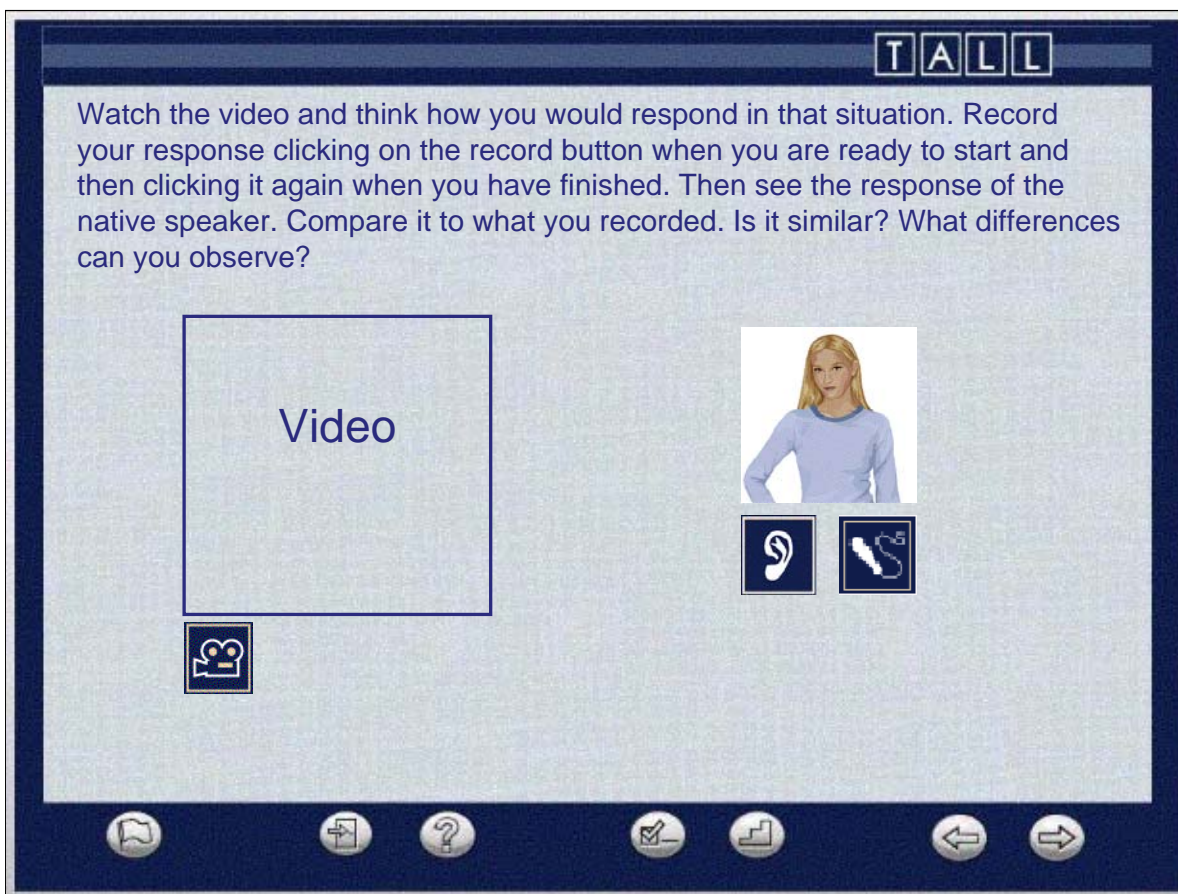 TALL
Watch the video and think how you would respond in that situation. Record
your response clicking on the record button when you are ready to start and
then clicking it again when you have finished. Then see the response of the
native speaker. Compare it to what you recorded. Is it similar? What differences
can you observe?
Video